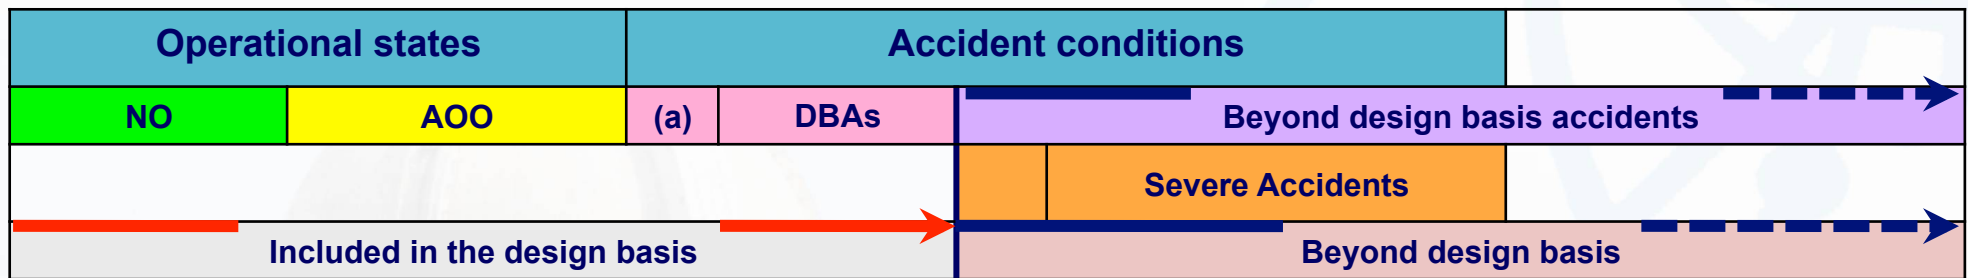 Operational states
Accident conditions
NO
AOO
(a)
DBAs
Beyond design basis accidents
Severe Accidents
Included in the design basis
Beyond design basis